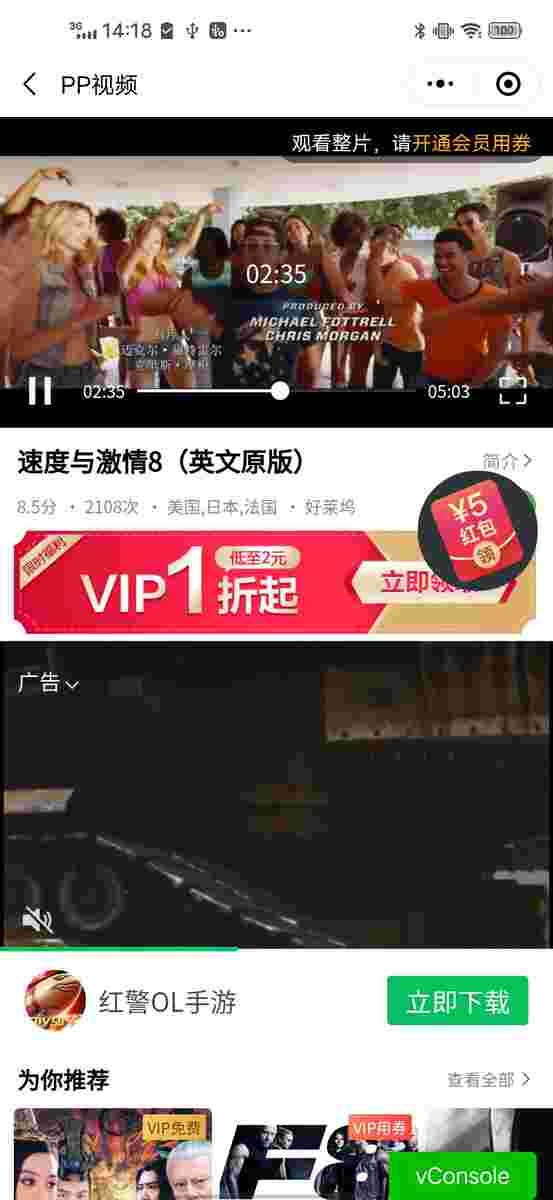 3G 14:18 100
PP视频
观看整片，请开通会员用券
02:35
PRODUCED BY
MICHAEL FOTTRELL
CHRIS MORGAN
02:35 05:03
速度与激情8（英文原版）
简介
8.5分 · 2108次 · 美国,日本,法国 · 好莱坞
¥5
红包
领
限时福利
低至2元
VIP1折起
立即领
广告
红警OL手游
立即下载
为你推荐
查看全部
VIP免费
VIP用券
F8
vConsole